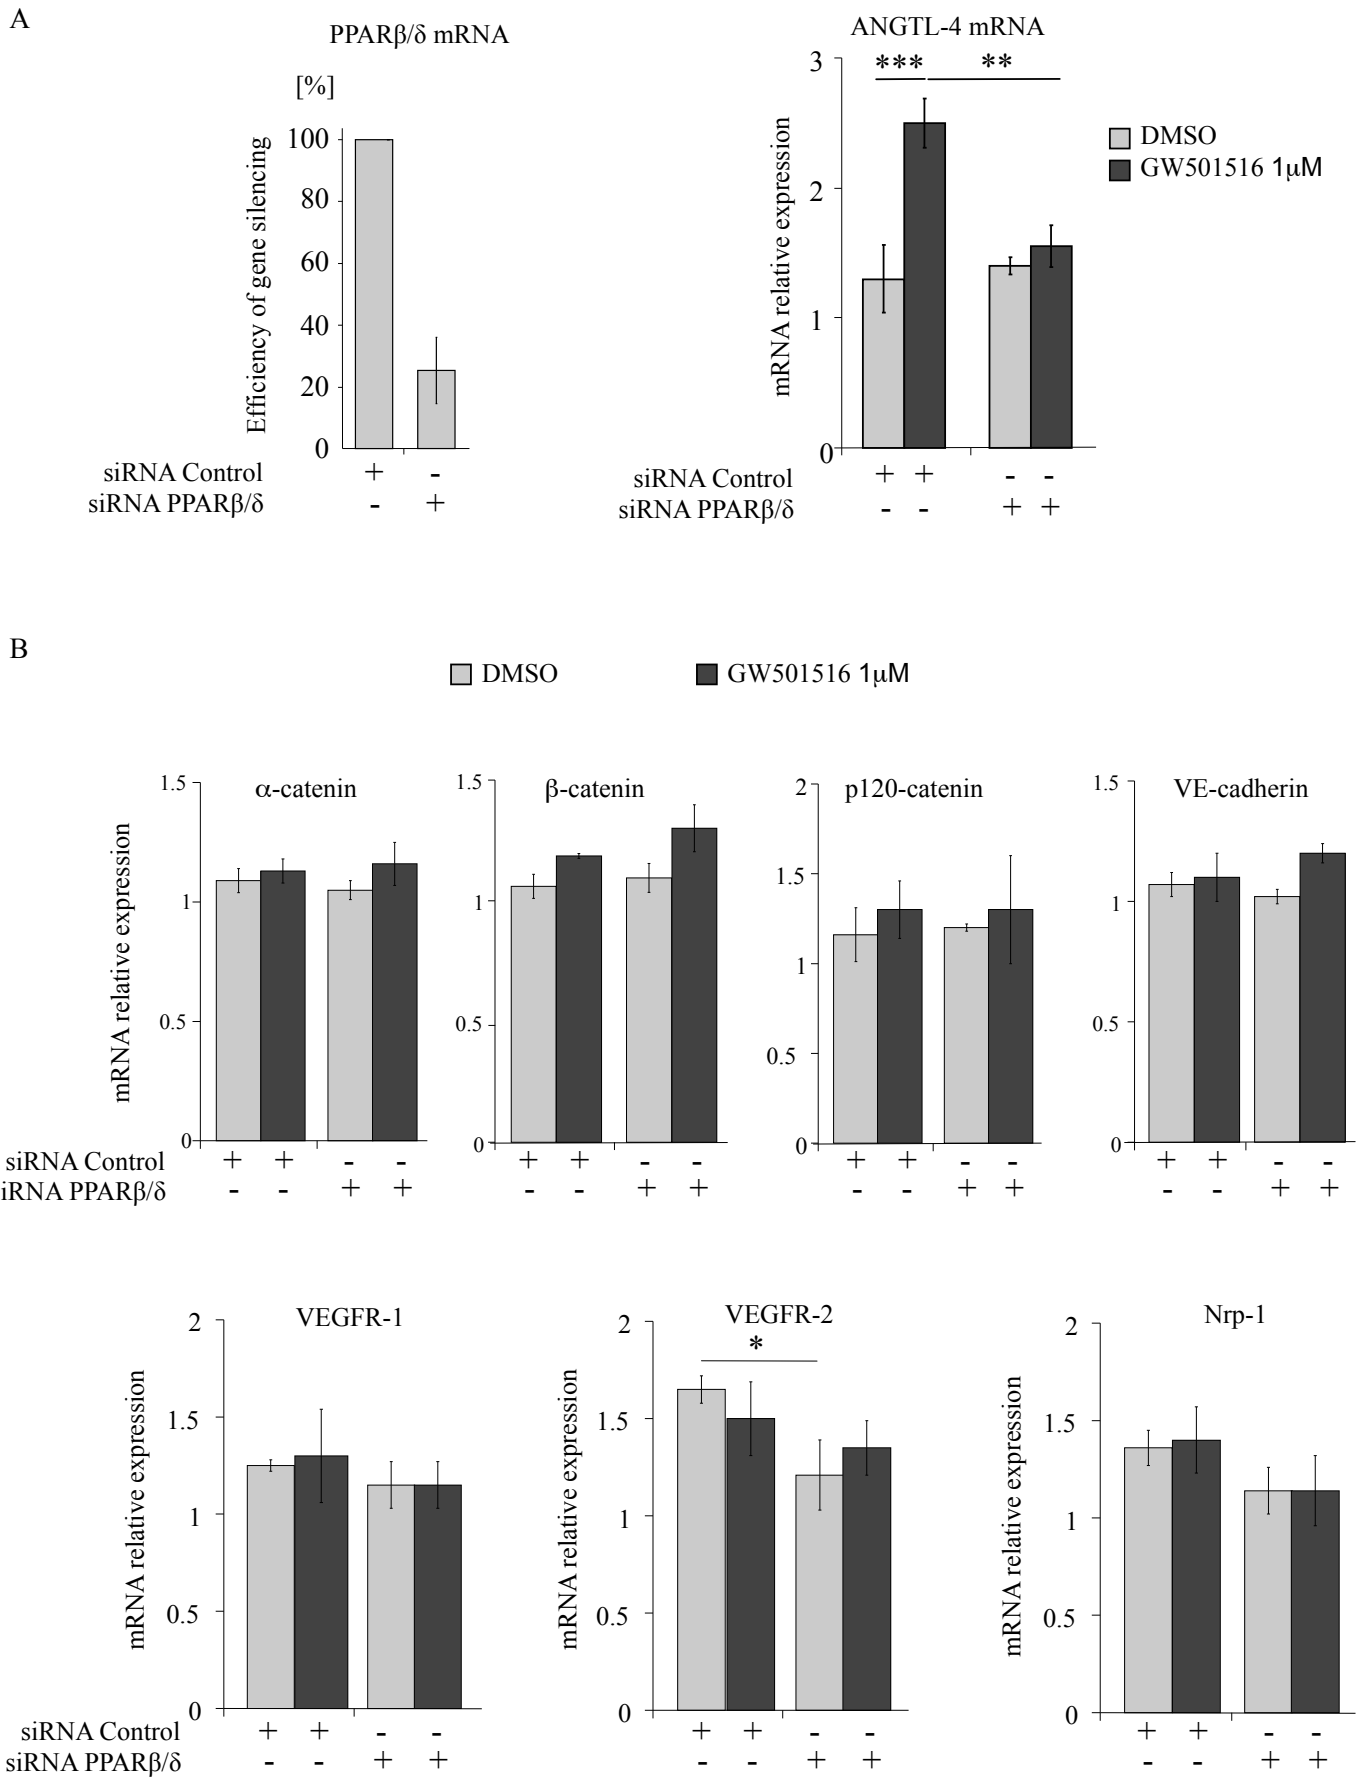 A
PPARβ/δ mRNA
[%]
Efficiency of gene silencing
100
80
60
40
20
0
siRNA Control + -
siRNA PPARβ/δ - +
ANGTL-4 mRNA
*** **
mRNA relative expression
3
2
1
0
DMSO
GW501516 1μM
siRNA Control + + - -
siRNA PPARβ/δ - - + +
B
DMSO GW501516 1μM
α-catenin
mRNA relative expression
1.5
1
0.5
0
β-catenin
1.5
1
0.5
0
p120-catenin
2
1.5
1
0.5
0
VE-cadherin
1.5
1
0.5
0
siRNA Control + + - - + + - - + + - - + + - -
iRNA PPARβ/δ - - + + - - + + - - + + - - + +
VEGFR-1
mRNA relative expression
2
1.5
1
0.5
0
VEGFR-2
*
mRNA relative expression
2
1.5
1
0.5
0
Nrp-1
mRNA relative expression
2
1.5
1
0.5
0
siRNA Control + + - - + + - - + + - -
siRNA PPARβ/δ - - + + - - + + - - + +